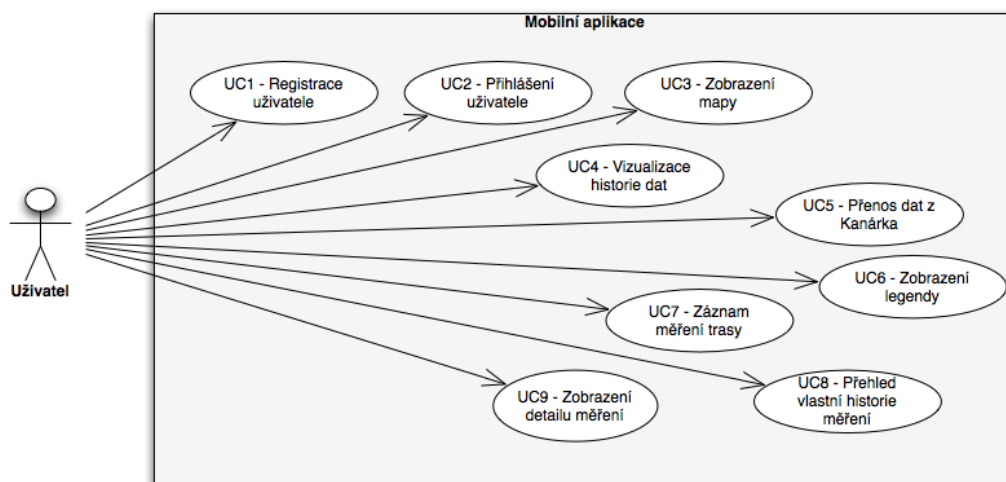 Mobilní aplikace
UC1 - Registrace
uživatele
UC2 - Přihlášení
uživatele
UC3 - Zobrazení
mapy
UC4 - Vizualizace
historie dat
UC5 - Přenos dat z
Kanárka
Uživatel
UC6 - Zobrazení
legendy
UC7 - Záznam
měření trasy
UC8 - Přehled
vlastní historie
měření
UC9 - Zobrazení
detailu měření